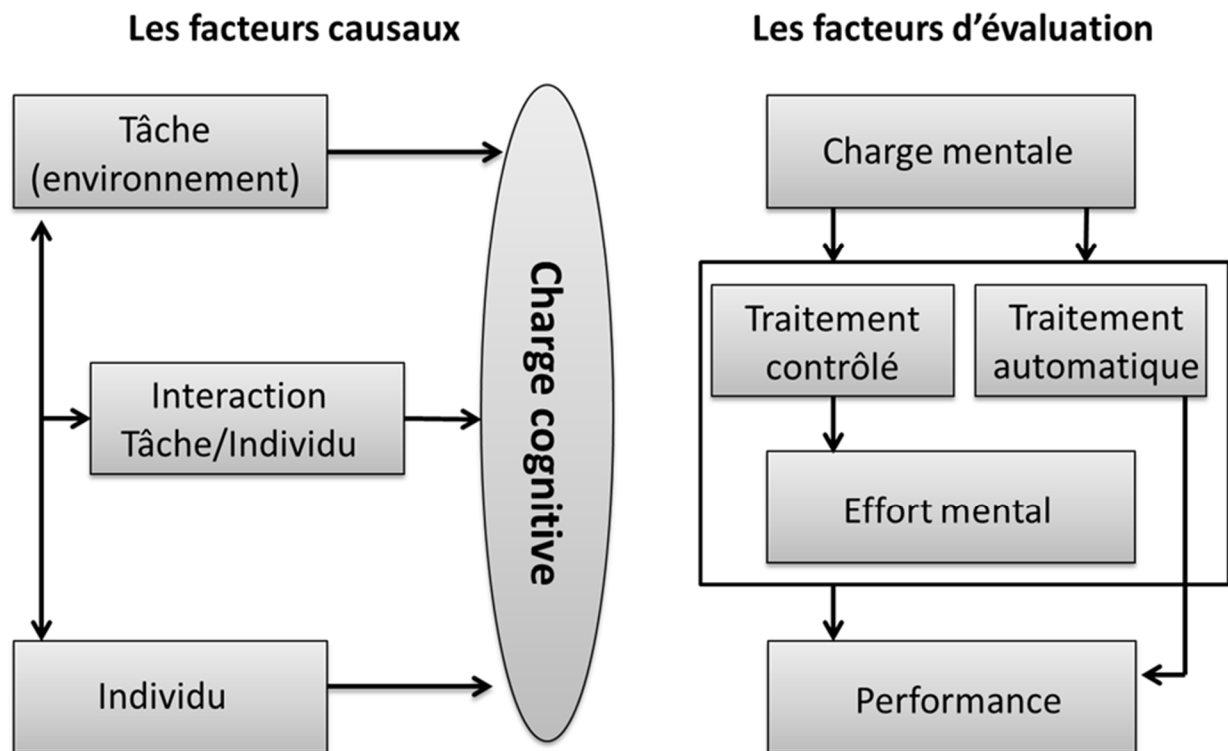 Les facteurs causaux
Les facteurs d'évaluation
Tâche
(environnement)
Interaction
Tâche/Individu
Individu
Charge cognitive
Charge mentale
Traitement
contrôlé
Traitement
automatique
Effort mental
Performance